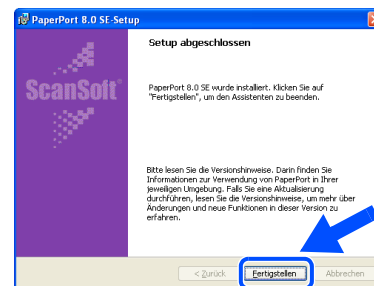 PaperPort 8.0 SE-Setup
Setup abgeschlossen
ScanSoft®
PaperPort 8.0 SE wurde installiert. Klicken Sie auf
"Fertigstellen", um den Assistenten zu beenden.
Bitte lesen Sie die Versionshinweise. Darin finden Sie
Informationen zur Verwendung von PaperPort in Ihrer
jeweiligen Umgebung. Falls Sie eine Aktualisierung
durchführen, lesen Sie die Versionshinweise, um mehr über
Änderungen und neue Funktionen in dieser Version zu
erfahren.
< Zurück Fertigstellen Abbrechen